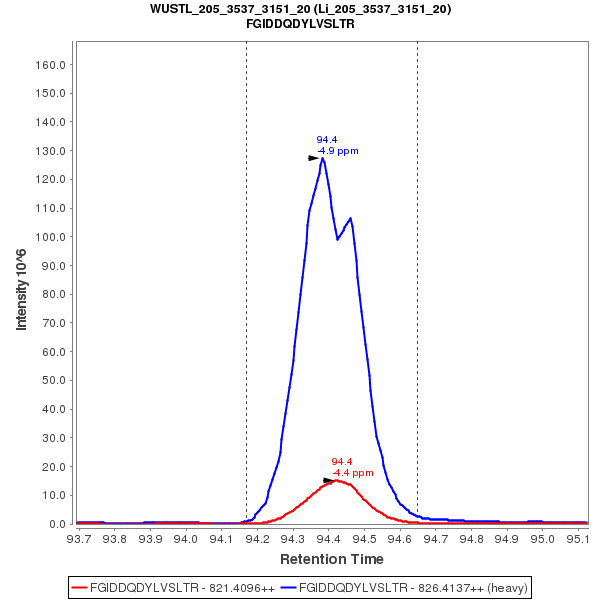 WUSTL_205_3537_3151_20 (Li_205_3537_3151_20)
FGIDDQDYLVSLTR
160.0
150.0
140.0
130.0
120.0
110.0
100.0
90.0
80.0
70.0
60.0
50.0
40.0
30.0
20.0
10.0
0.0
Intensity 10^6
94.4
-4.9 ppm
94.4
-4.4 ppm
93.7 93.8 93.9 94.0 94.1 94.2 94.3 94.4 94.5 94.6 94.7 94.8 94.9 95.0 95.1
Retention Time
FGIDDQDYLVSLTR - 821.4096++ FGIDDQDYLVSLTR - 826.4137++ (heavy)